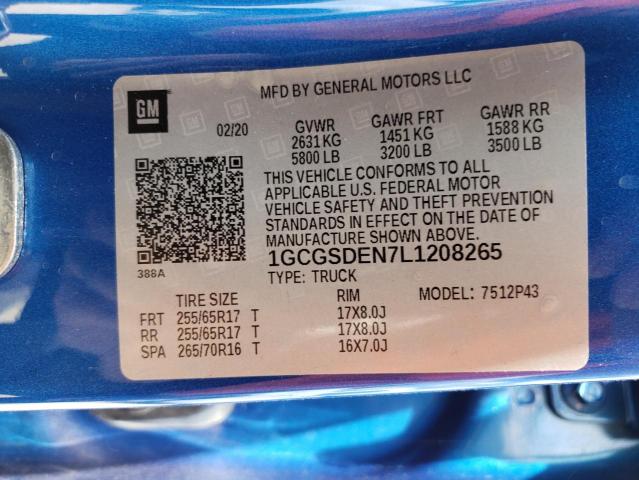 MFD BY GENERAL MOTORS LLC
GM
02/20
GVWR GAWR FRT GAWR RR
2631 KG 1451 KG 1588 KG
5800 LB 3200 LB 3500 LB
THIS VEHICLE CONFORMS TO ALL
APPLICABLE U.S. FEDERAL MOTOR
VEHICLE SAFETY AND THEFT PREVENTION
STANDARDS IN EFFECT ON THE DATE OF
MANUFACTURE SHOWN ABOVE.
1GCGSDEN7L1208265
388A
TYPE: TRUCK
TIRE SIZE RIM MODEL: 7512P43
FRT 255/65R17 T 17X8.0J
RR 255/65R17 T 17X8.0J
SPA 265/70R16 T 16X7.0J